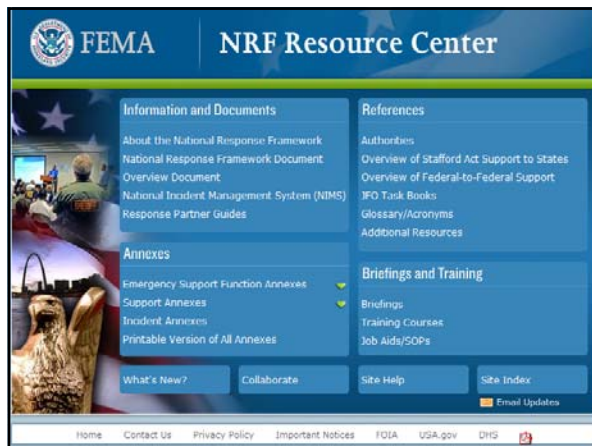 FEMA
NRF Resource Center
Information and Documents
About the National Response Framework
National Response Framework Document
Overview Document
National Incident Management System (NIMS)
Response Partner Guides
Annexes
Emergency Support Function Annexes
Support Annexes
Incident Annexes
Printable Version of All Annexes
References
Authorities
Overview of Stafford Act Support to States
Overview of Federal-to-Federal Support
JFO Task Books
Glossary/Acronyms
Additional Resources
Briefings and Training
Briefings
Training Courses
Job Aids/SOPs
What's New?
Collaborate
Site Help
Site Index
Email Updates
Home Contact Us Privacy Policy Important Notices FOIA USA.gov DHS